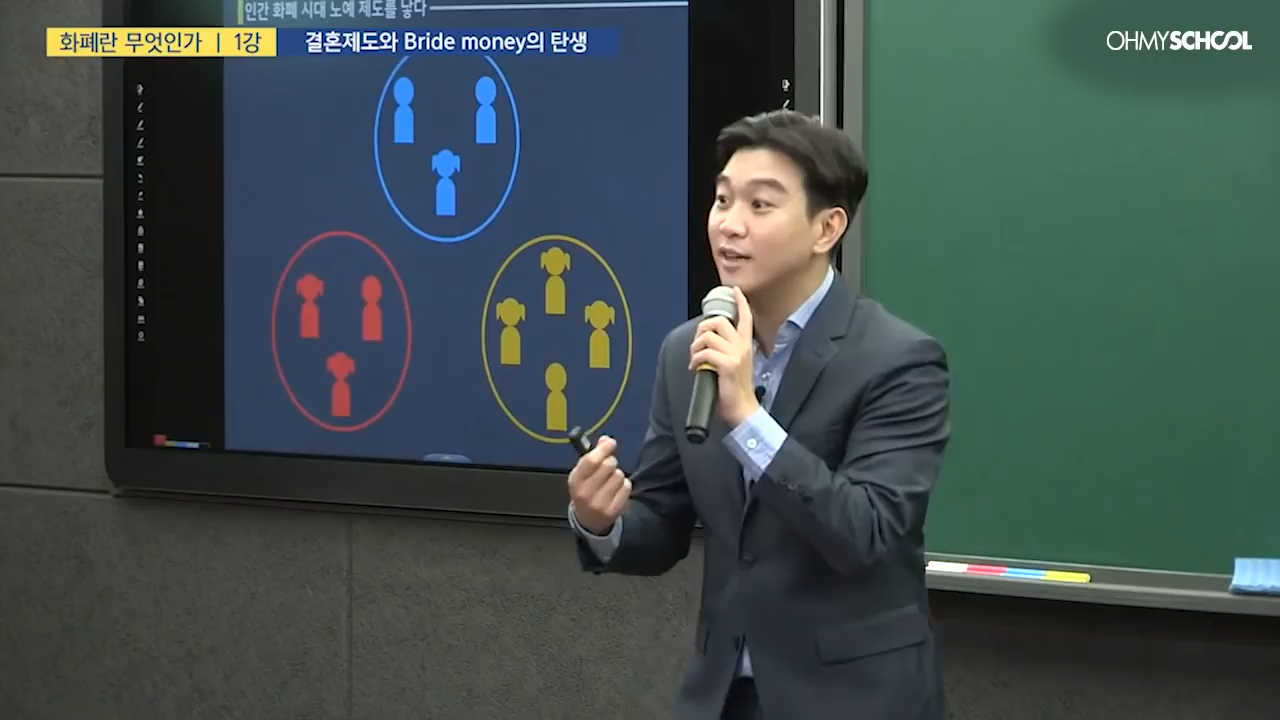 인간 화폐 시대 노예 제도를 낳다
화폐란 무엇인가 | 1강
결혼제도와 Bride money의 탄생
OHMYSCHOOL